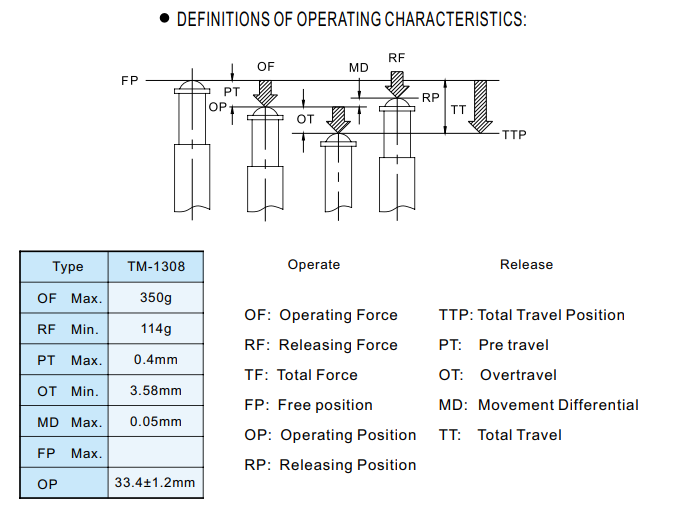 ● DEFINITIONS OF OPERATING CHARACTERISTICS:
FP PT OP OF OT MD RF RP TT TTP
Type TM-1308
OF Max. 350g
RF Min. 114g
PT Max. 0.4mm
OT Min. 3.58mm
MD Max. 0.05mm
FP Max.
OP 33.4±1.2mm
Operate
OF: Operating Force
RF: Releasing Force
TF: Total Force
FP: Free position
OP: Operating Position
RP: Releasing Position
Release
TTP: Total Travel Position
PT: Pre travel
OT: Overtravel
MD: Movement Differential
TT: Total Travel